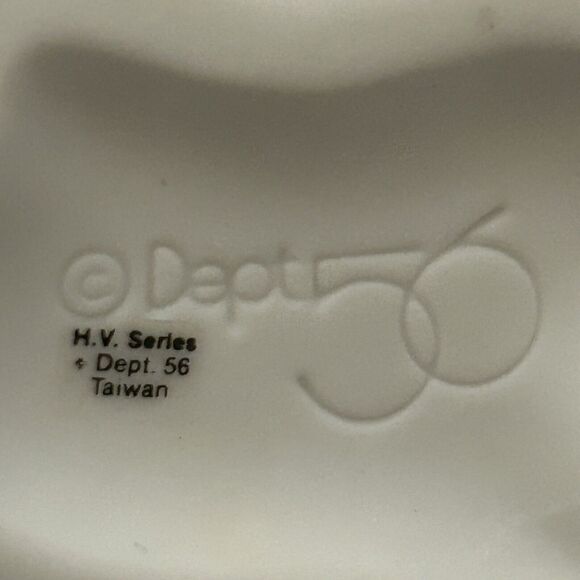 © Dept 56
H.V. Series
Dept. 56
Taiwan